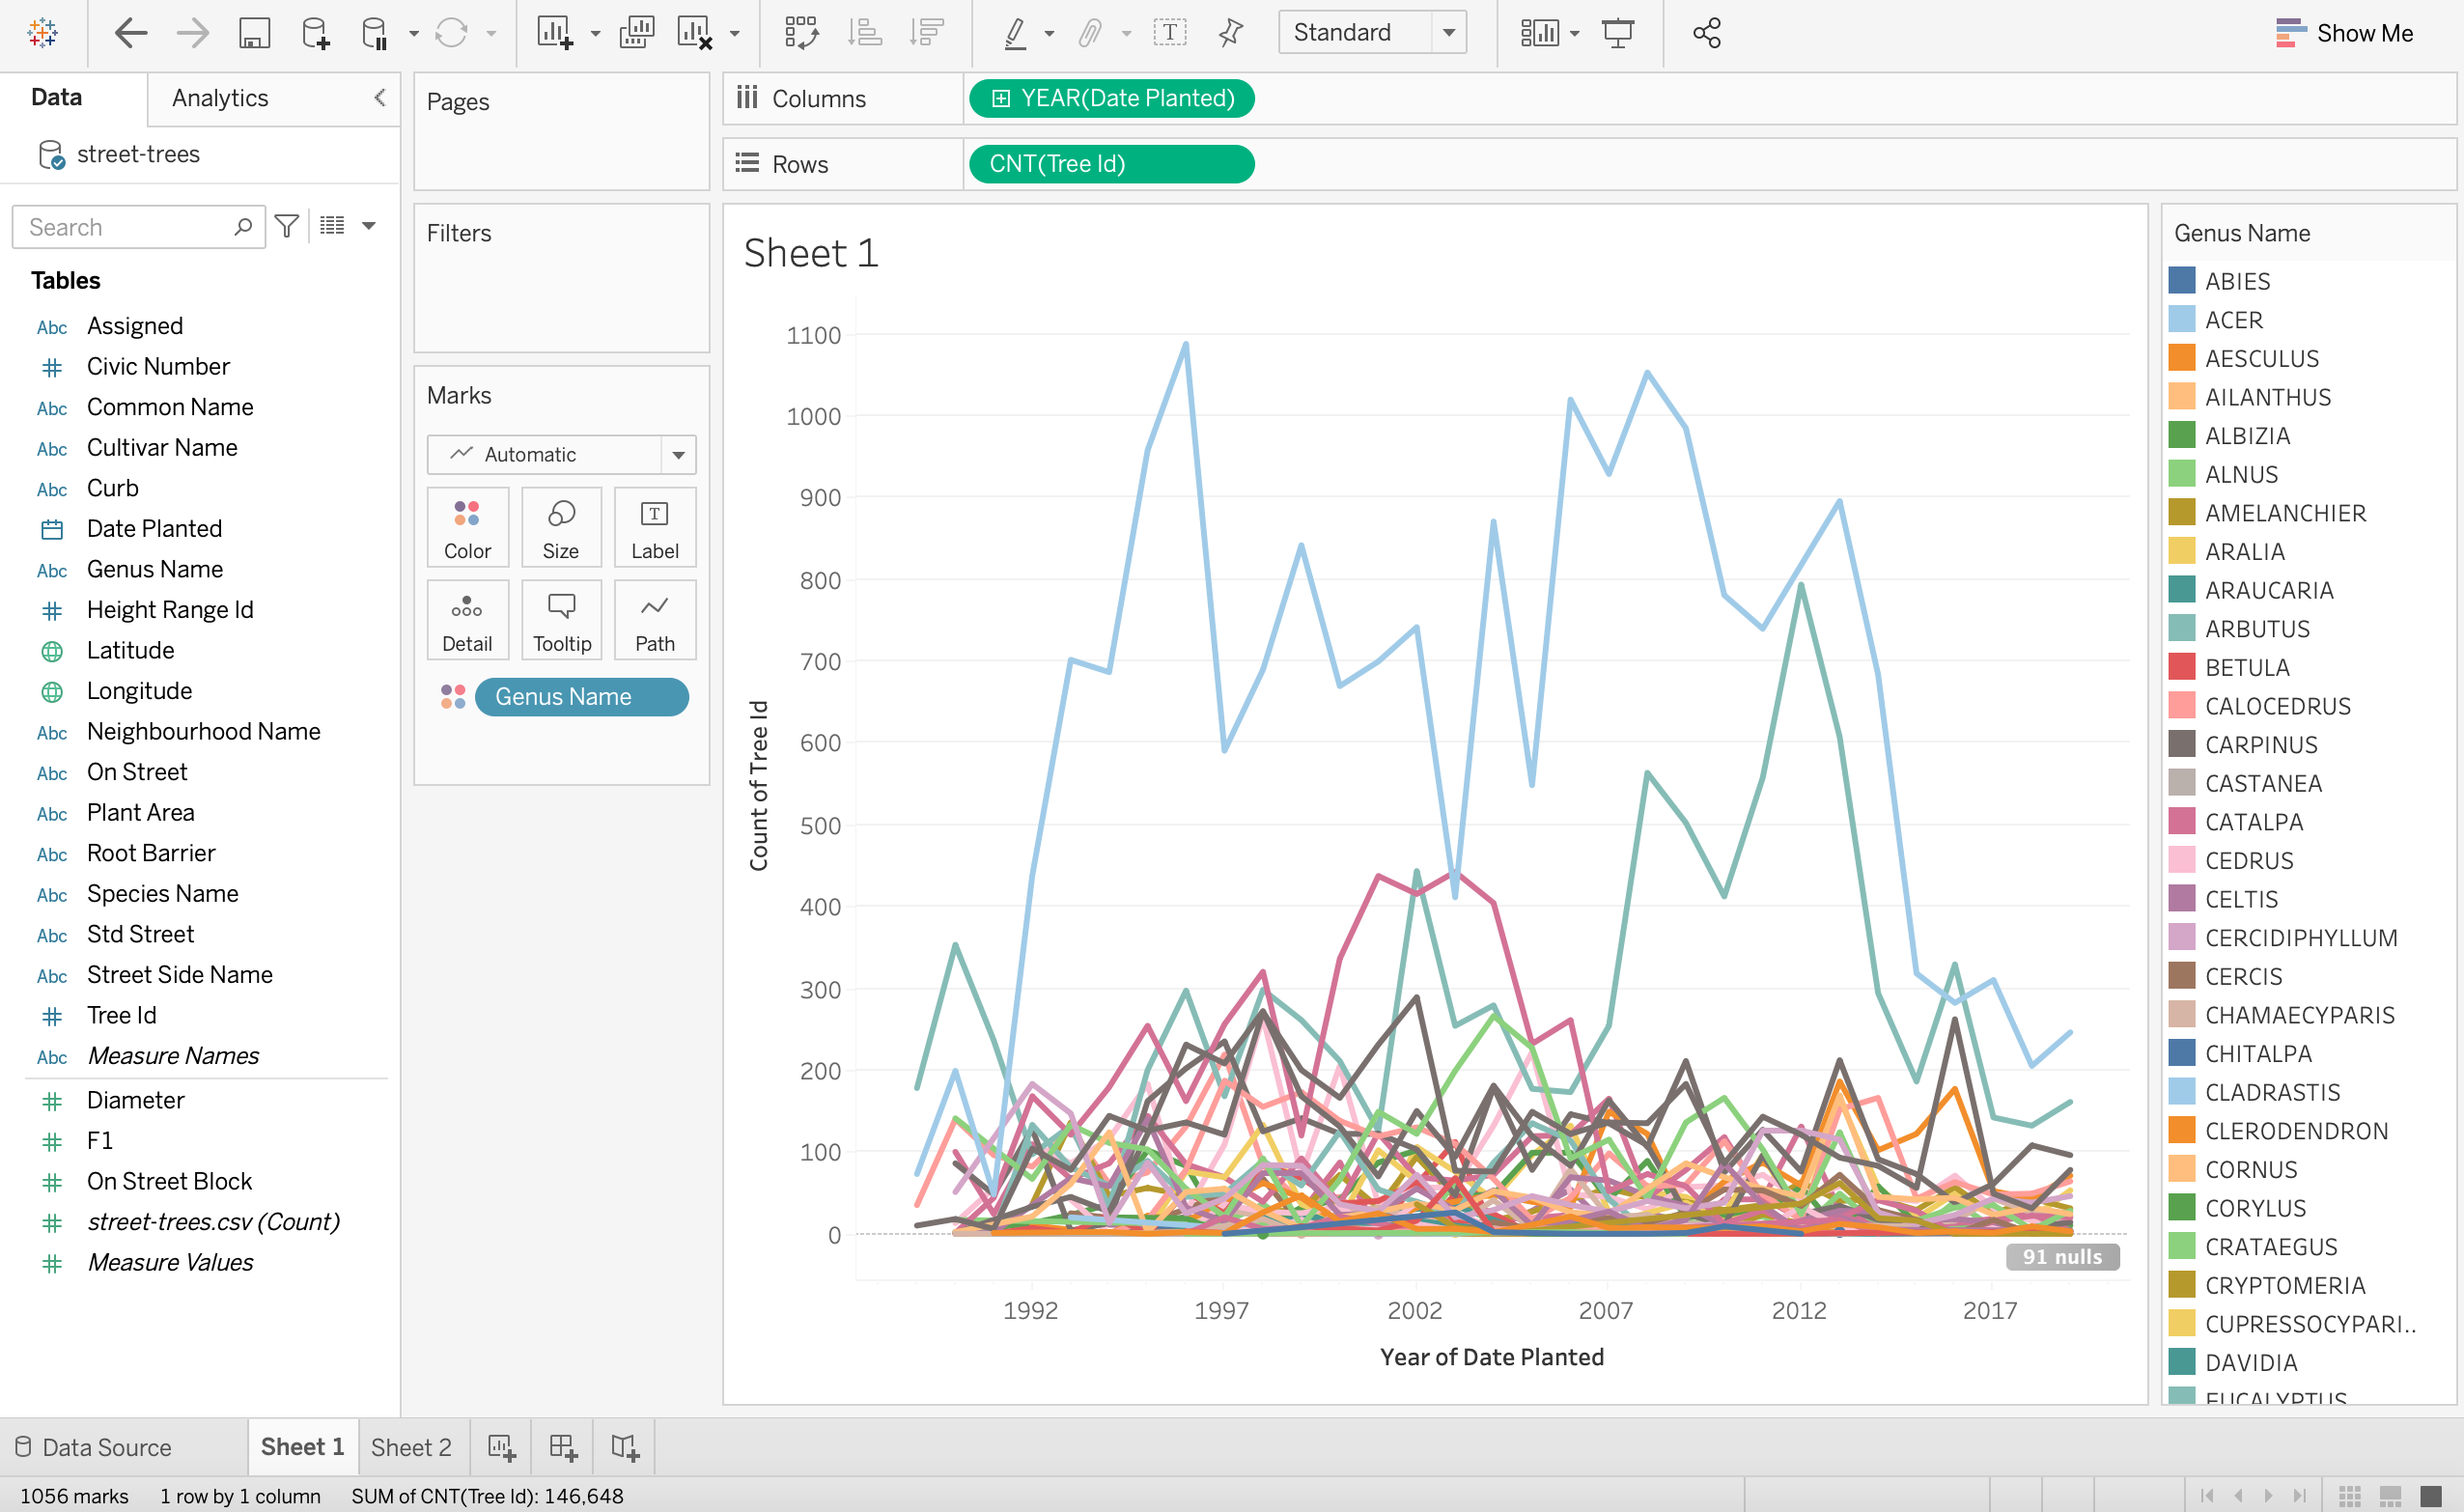 Standard
Show Me
Data
Analytics
street-trees
Search
Tables
Abc Assigned
Civic Number
Abc Common Name
Abc Cultivar Name
Abc Curb
Date Planted
Abc Genus Name
Height Range Id
Latitude
Longitude
Abc Neighbourhood Name
Abc On Street
Abc Plant Area
Abc Root Barrier
Abc Species Name
Abc Std Street
Abc Street Side Name
Tree Id
Abc Measure Names
Diameter
F1
On Street Block
street-trees.csv (Count)
Measure Values
Pages
Filters
Marks
Automatic
Color Size Label
Detail Tooltip Path
Genus Name
Columns YEAR(Date Planted)
Rows CNT(Tree Id)
Sheet 1
Count of Tree Id
1100
1000
900
800
700
600
500
400
300
200
100
0
91 nulls
1992 1997 2002 2007 2012 2017
Year of Date Planted
Genus Name
ABIES
ACER
AESCULUS
AILANTHUS
ALBIZIA
ALNUS
AMELANCHIER
ARALIA
ARAUCARIA
ARBUTUS
BETULA
CALOCEDRUS
CARPINUS
CASTANEA
CATALPA
CEDRUS
CELTIS
CERCIDIPHYLLUM
CERCIS
CHAMAECYPARIS
CHITALPA
CLADRASTIS
CLERODENDRON
CORNUS
CORYLUS
CRATAEGUS
CRYPTOMERIA
CUPRESSOCYPARI..
DAVIDIA
EUCALYPTUS
Data Source
Sheet 1
Sheet 2
1056 marks 1 row by 1 column SUM of CNT(Tree Id): 146,648